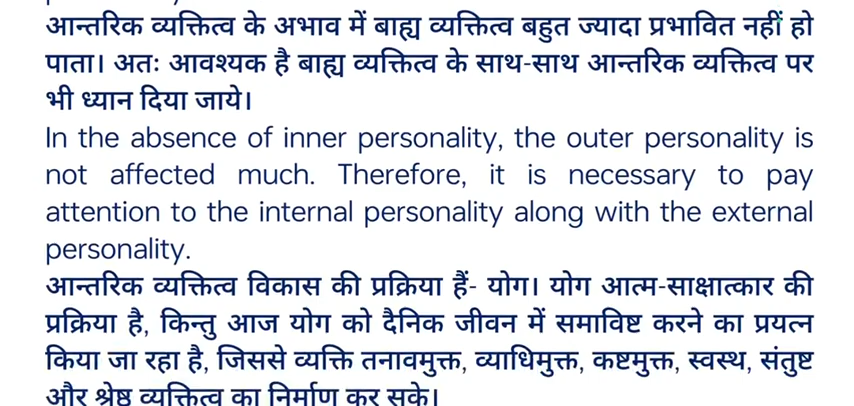 आन्तरिक व्यक्तित्व के अभाव में बाह्य व्यक्तित्व बहुत ज्यादा प्रभावित नहीं हो
पाता। अतः आवश्यक है बाह्य व्यक्तित्व के साथ-साथ आन्तरिक व्यक्तित्व पर
भी ध्यान दिया जाये।
In the absence of inner personality, the outer personality is
not affected much. Therefore, it is necessary to pay
attention to the internal personality along with the external
personality.
आन्तरिक व्यक्तित्व विकास की प्रक्रिया हैं- योग। योग आत्म-साक्षात्कार की
प्रक्रिया है, किन्तु आज योग को दैनिक जीवन में समाविष्ट करने का प्रयत्न
किया जा रहा है, जिससे व्यक्ति तनावमुक्त, व्याधिमुक्त, कष्टमुक्त, स्वस्थ, संतुष्ट
और श्रेष्ठ व्यक्तित्व का निर्माण कर सके।